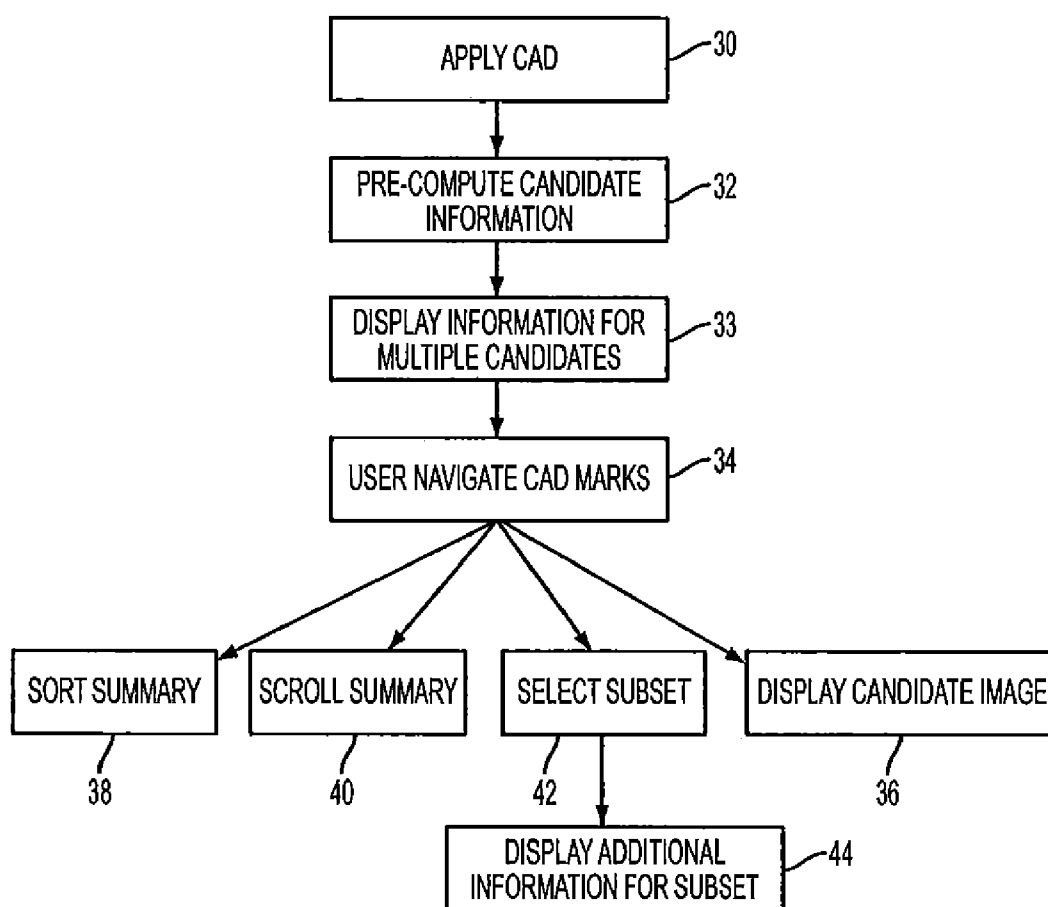 APPLY CAD
30
PRE-COMPUTE CANDIDATE
INFORMATION
32
DISPLAY INFORMATION FOR
MULTIPLE CANDIDATES
33
USER NAVIGATE CAD MARKS
34
SORT SUMMARY
SCROLL SUMMARY
SELECT SUBSET
DISPLAY CANDIDATE IMAGE
38
40
42
36
DISPLAY ADDITIONAL
INFORMATION FOR SUBSET
44